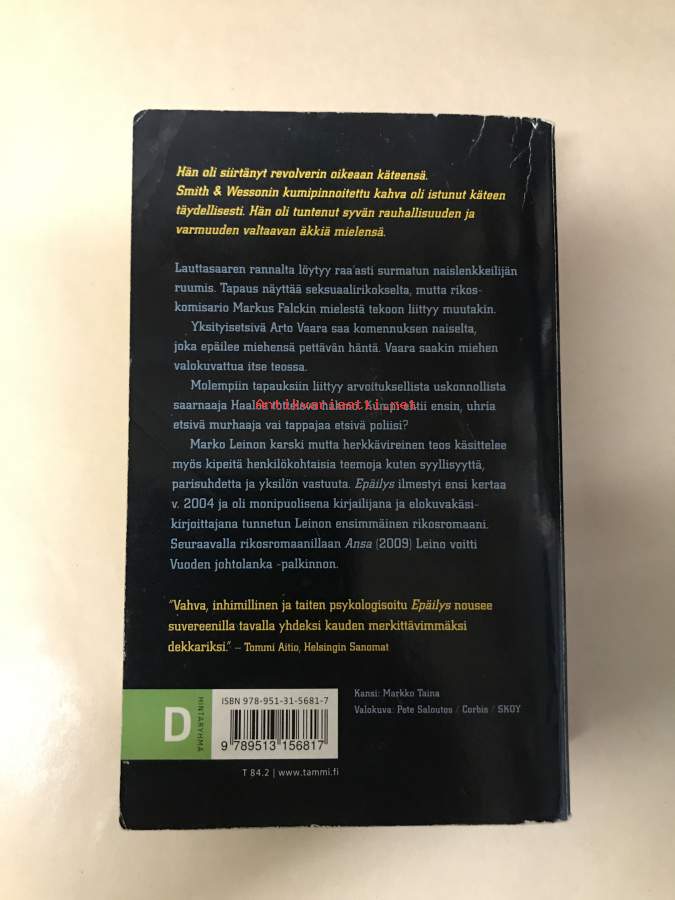 Hän oli siirtänyt revolverin oikeaan käteensä.
Smith & Wessonin kumipinnoitettu kahva oli istunut käteen
täydellisesti. Hän oli tuntenut syvän rauhallisuuden ja
varmuuden valtaavan äkkiä mielensä.
Lauttasaaren rannalta löytyy raa'asti surmatun naislenkkeilijän
ruumis. Tapaus näyttää seksuaalirikokselta, mutta rikos-
komisario Markus Falckin mielestä tekoon liittyy muutakin.
Yksityisetsivä Arto Vaara saa komennuksen naiselta,
joka epäilee miehensä pettävän häntä. Vaara saakin miehen
valokuvattua itse teossa.
Molempiin tapauksiin liittyy arvoituksellista uskonnollista
saarnaaja Haalaa hahmo. Kumpi ehtii ensin, uhria
Antikvariaatti.net
etsivä murhaaja vai tappajaa etsivä poliisi?
Marko Leinon karski mutta herkkävireinen teos käsittelee
myös kipeitä henkilökohtaisia teemoja kuten syyllisyyttä,
parisuhdetta ja yksilön vastuuta. Epäilys ilmestyi ensi kertaa
v. 2004 ja oli monipuolisena kirjailijana ja elokuvakäsi-
kirjoittajana tunnetun Leinon ensimmäinen rikosromaani.
Seuraavalla rikosromaanillaan Ansa (2009) Leino voitti
Vuoden johtolanka -palkinnon.
"Vahva, inhimillinen ja taiten psykologisoitu Epäilys nousee
suvereenilla tavalla yhdeksi kauden merkittävimmäksi
dekkariksi." – Tommi Aitio, Helsingin Sanomat
D
HINTARYHMÄ
ISBN 978-951-31-5681-7
9 789513 156817
T 84.2 | www.tammi.fi
Kansi: Markko Taina
Valokuva: Pete Saloutos / Corbis / SKOY